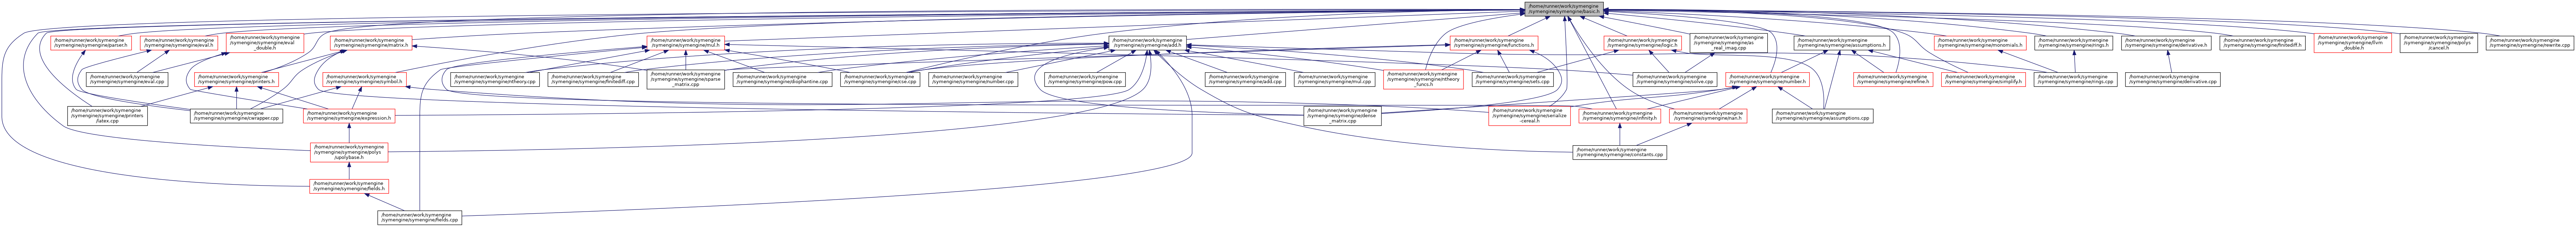 /home/runner/work/symengine
/symengine/symengine/basic.h
/home/runner/work/symengine
/symengine/symengine/parser.h
/home/runner/work/symengine
/symengine/symengine/eval.h
/home/runner/work/symengine
/symengine/symengine/eval
_double.h
/home/runner/work/symengine
/symengine/symengine/matrix.h
/home/runner/work/symengine
/symengine/symengine/mul.h
/home/runner/work/symengine
/symengine/symengine/add.h
/home/runner/work/symengine
/symengine/symengine/functions.h
/home/runner/work/symengine
/symengine/symengine/logic.h
/home/runner/work/symengine
/symengine/symengine/as
_real_imag.cpp
/home/runner/work/symengine
/symengine/symengine/assumptions.h
/home/runner/work/symengine
/symengine/symengine/monomials.h
/home/runner/work/symengine
/symengine/symengine/rings.h
/home/runner/work/symengine
/symengine/symengine/derivative.h
/home/runner/work/symengine
/symengine/symengine/finitediff.h
/home/runner/work/symengine
/symengine/symengine/llvm
_double.h
/home/runner/work/symengine
/symengine/symengine/polys
/cancel.h
/home/runner/work/symengine
/symengine/symengine/rewrite.cpp
/home/runner/work/symengine
/symengine/symengine/eval.cpp
/home/runner/work/symengine
/symengine/symengine/printers.h
/home/runner/work/symengine
/symengine/symengine/symbol.h
/home/runner/work/symengine
/symengine/symengine/ntheory.cpp
/home/runner/work/symengine
/symengine/symengine/finitediff.cpp
/home/runner/work/symengine
/symengine/symengine/sparse
_matrix.cpp
/home/runner/work/symengine
/symengine/symengine/diophantine.cpp
/home/runner/work/symengine
/symengine/symengine/cse.cpp
/home/runner/work/symengine
/symengine/symengine/number.cpp
/home/runner/work/symengine
/symengine/symengine/pow.cpp
/home/runner/work/symengine
/symengine/symengine/add.cpp
/home/runner/work/symengine
/symengine/symengine/mul.cpp
/home/runner/work/symengine
/symengine/symengine/ntheory
_funcs.h
/home/runner/work/symengine
/symengine/symengine/sets.cpp
/home/runner/work/symengine
/symengine/symengine/solve.cpp
/home/runner/work/symengine
/symengine/symengine/number.h
/home/runner/work/symengine
/symengine/symengine/refine.h
/home/runner/work/symengine
/symengine/symengine/simplify.h
/home/runner/work/symengine
/symengine/symengine/rings.cpp
/home/runner/work/symengine
/symengine/symengine/derivative.cpp
/home/runner/work/symengine
/symengine/symengine/printers
/latex.cpp
/home/runner/work/symengine
/symengine/symengine/cwrapper.cpp
/home/runner/work/symengine
/symengine/symengine/expression.h
/home/runner/work/symengine
/symengine/symengine/dense
_matrix.cpp
/home/runner/work/symengine
/symengine/symengine/serialize
-cereal.h
/home/runner/work/symengine
/symengine/symengine/infinity.h
/home/runner/work/symengine
/symengine/symengine/nan.h
/home/runner/work/symengine
/symengine/symengine/assumptions.cpp
/home/runner/work/symengine
/symengine/symengine/polys
/upolybase.h
/home/runner/work/symengine
/symengine/symengine/constants.cpp
/home/runner/work/symengine
/symengine/symengine/fields.h
/home/runner/work/symengine
/symengine/symengine/fields.cpp